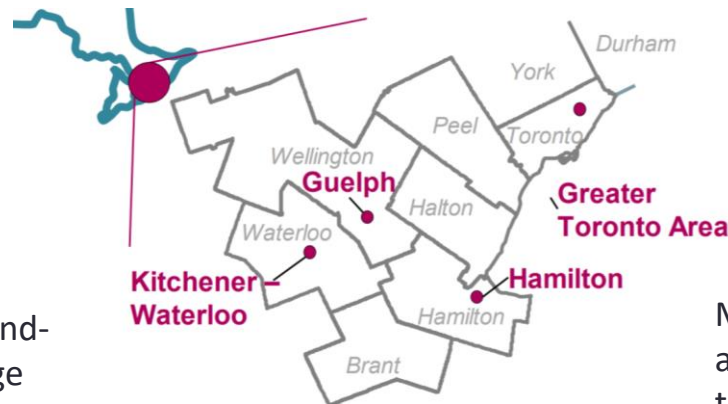 Durham
York
Peel
Toronto
Wellington
Guelph
Halton
Greater
Toronto Area
Waterloo
Kitchener –
Waterloo
Hamilton
Hamilton
Brant